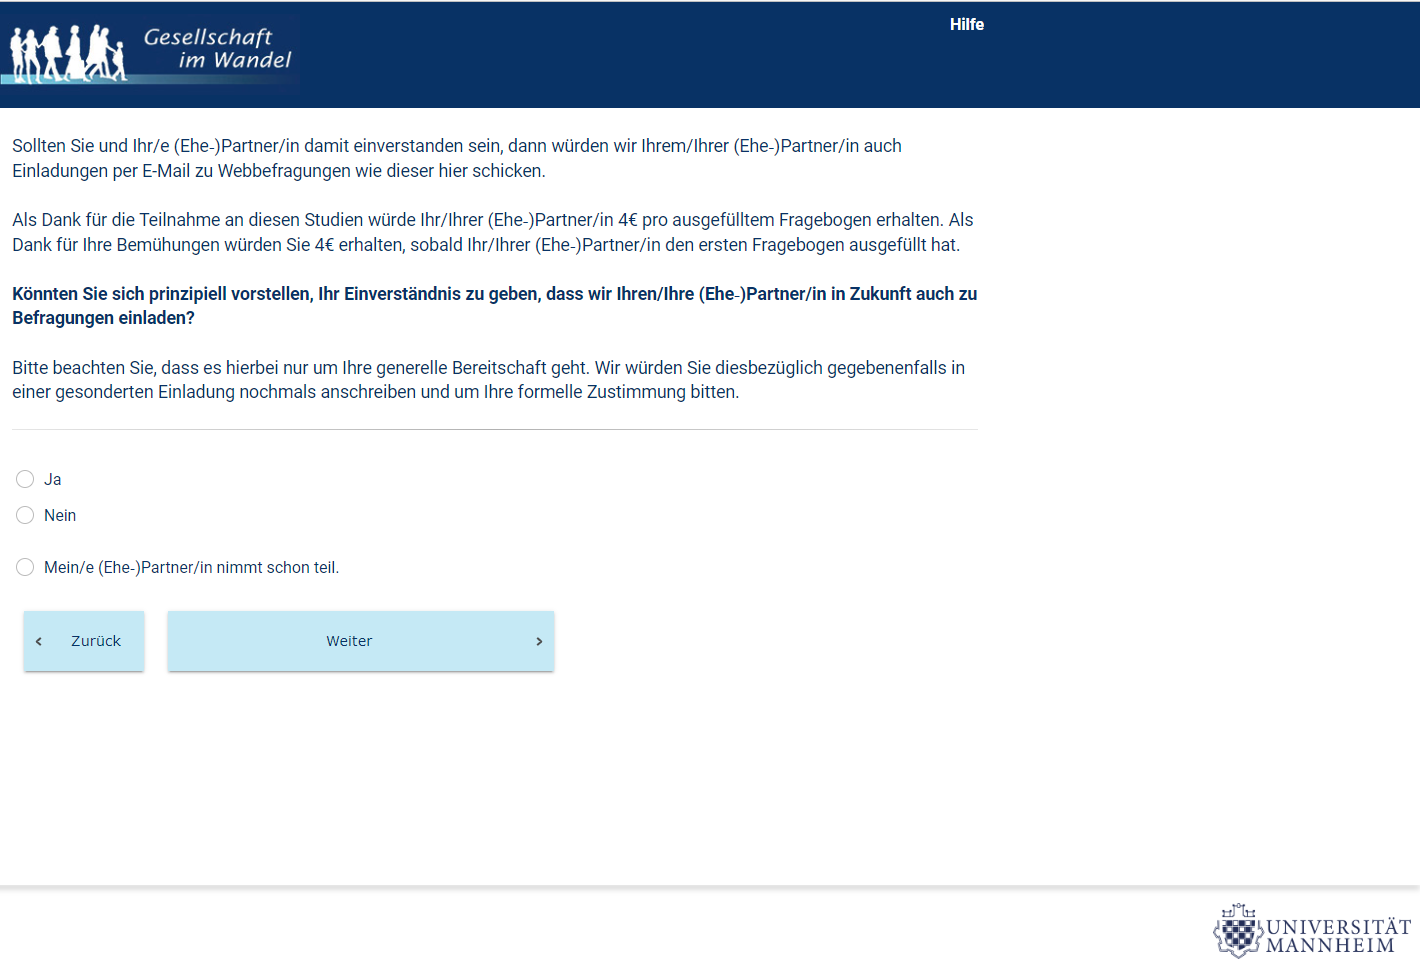 Gesellschaft
im Wandel
Hilfe
Sollten Sie und Ihr/e (Ehe-)Partner/in damit einverstanden sein, dann würden wir Ihrem/Ihrer (Ehe-)Partner/in auch
Einladungen per E-Mail zu Webbefragungen wie dieser hier schicken.
Als Dank für die Teilnahme an diesen Studien würde Ihr/Ihrer (Ehe-)Partner/in 4€ pro ausgefülltem Fragebogen erhalten. Als
Dank für Ihre Bemühungen würden Sie 4€ erhalten, sobald Ihr/Ihrer (Ehe-)Partner/in den ersten Fragebogen ausgefüllt hat.
Könnten Sie sich prinzipiell vorstellen, Ihr Einverständnis zu geben, dass wir Ihren/Ihre (Ehe-)Partner/in in Zukunft auch zu
Befragungen einladen?
Bitte beachten Sie, dass es hierbei nur um Ihre generelle Bereitschaft geht. Wir würden Sie diesbezüglich gegebenenfalls in
einer gesonderten Einladung nochmals anschreiben und um Ihre formelle Zustimmung bitten.
Ja
Nein
Mein/e (Ehe-)Partner/in nimmt schon teil.
Zurück
Weiter
UNIVERSITÄT
MANNHEIM